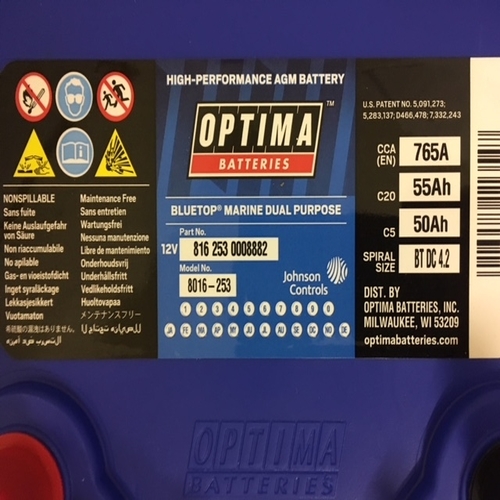 HIGH-PERFORMANCE AGM BATTERY
OPTIMA™
BATTERIES
BLUETOP® MARINE DUAL PURPOSE
Part No.
12V 816 253 0008882
Model No.
8016-253
Johnson
Controls
1 2 3 4 5 6 7 8 9 0
JA FE MA AP MY JU JL AU SE OC NO DE
NONSPILLABLE
Sans fuite
Keine Auslaufgefahr
von Säure
Non riaccumulabile
No apilable
Gas- en vloeistofdicht
Inget syraläckage
Lekkasjesikkert
Vuotamaton
Maintenance Free
Sans entretien
Wartungsfrei
Nessuna manutenzione
Libre de mantenimiento
Onderhoudsvrij
Underhållsfritt
Vedlikeholdsfritt
Huoltovapaa
メンテナンスフリー
U.S. PATENT NO. 5,091,273;
5,283,137; D466,478; 7,332,243
CCA
(EN) 765A
C20 55Ah
C5 50Ah
SPIRAL
SIZE BT DC 4.2
DIST. BY
OPTIMA BATTERIES, INC.
MILWAUKEE, WI 53209
optimabatteries.com
OPTIMA
BATTERIES